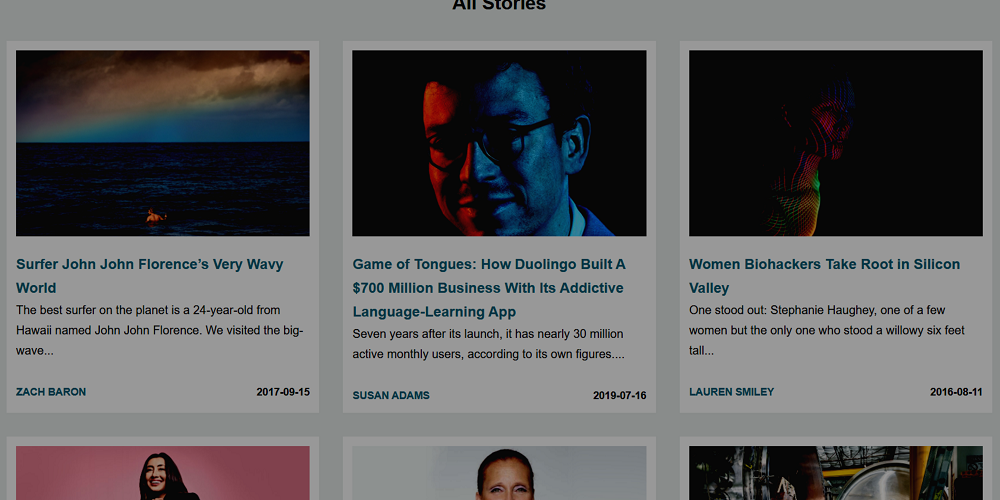 All Stories
Surfer John John Florence’s Very Wavy
World
The best surfer on the planet is a 24-year-old from
Hawaii named John John Florence. We visited the big-
wave...
ZACH BARON 2017-09-15
Game of Tongues: How Duolingo Built A
$700 Million Business With Its Addictive
Language-Learning App
Seven years after its launch, it has nearly 30 million
active monthly users, according to its own figures....
SUSAN ADAMS 2019-07-16
Women Biohackers Take Root in Silicon
Valley
One stood out: Stephanie Haughey, one of a few
women but the only one who stood a willowy six feet
tall...
LAUREN SMILEY 2016-08-11